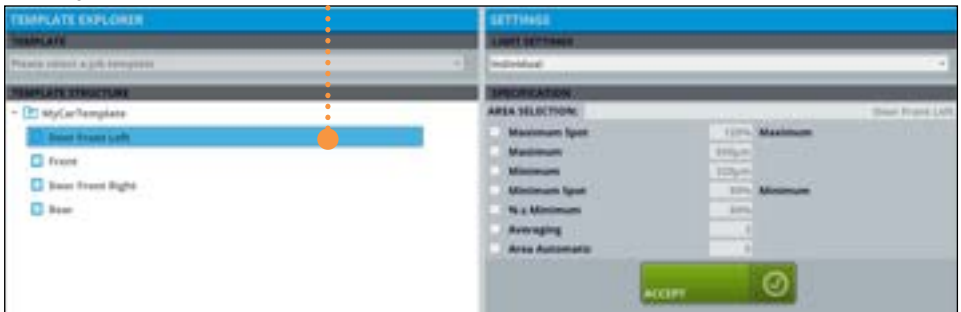 TEMPLATE EXPLORER
TEMPLATE
Please select a job template
TEMPLATE STRUCTURE
MyCarTemplate
Door Front Left
Front
Door Front Right
Rear
SETTINGS
LIGHT SETTINGS
Individual
SPECIFICATION
AREA SELECTION:
Door Front Left
Maximum Spot
Maximum
Maximum
Minimum
Minimum Spot
Minimum
% ≥ Minimum
Averaging
Area Automatic
ACCEPT